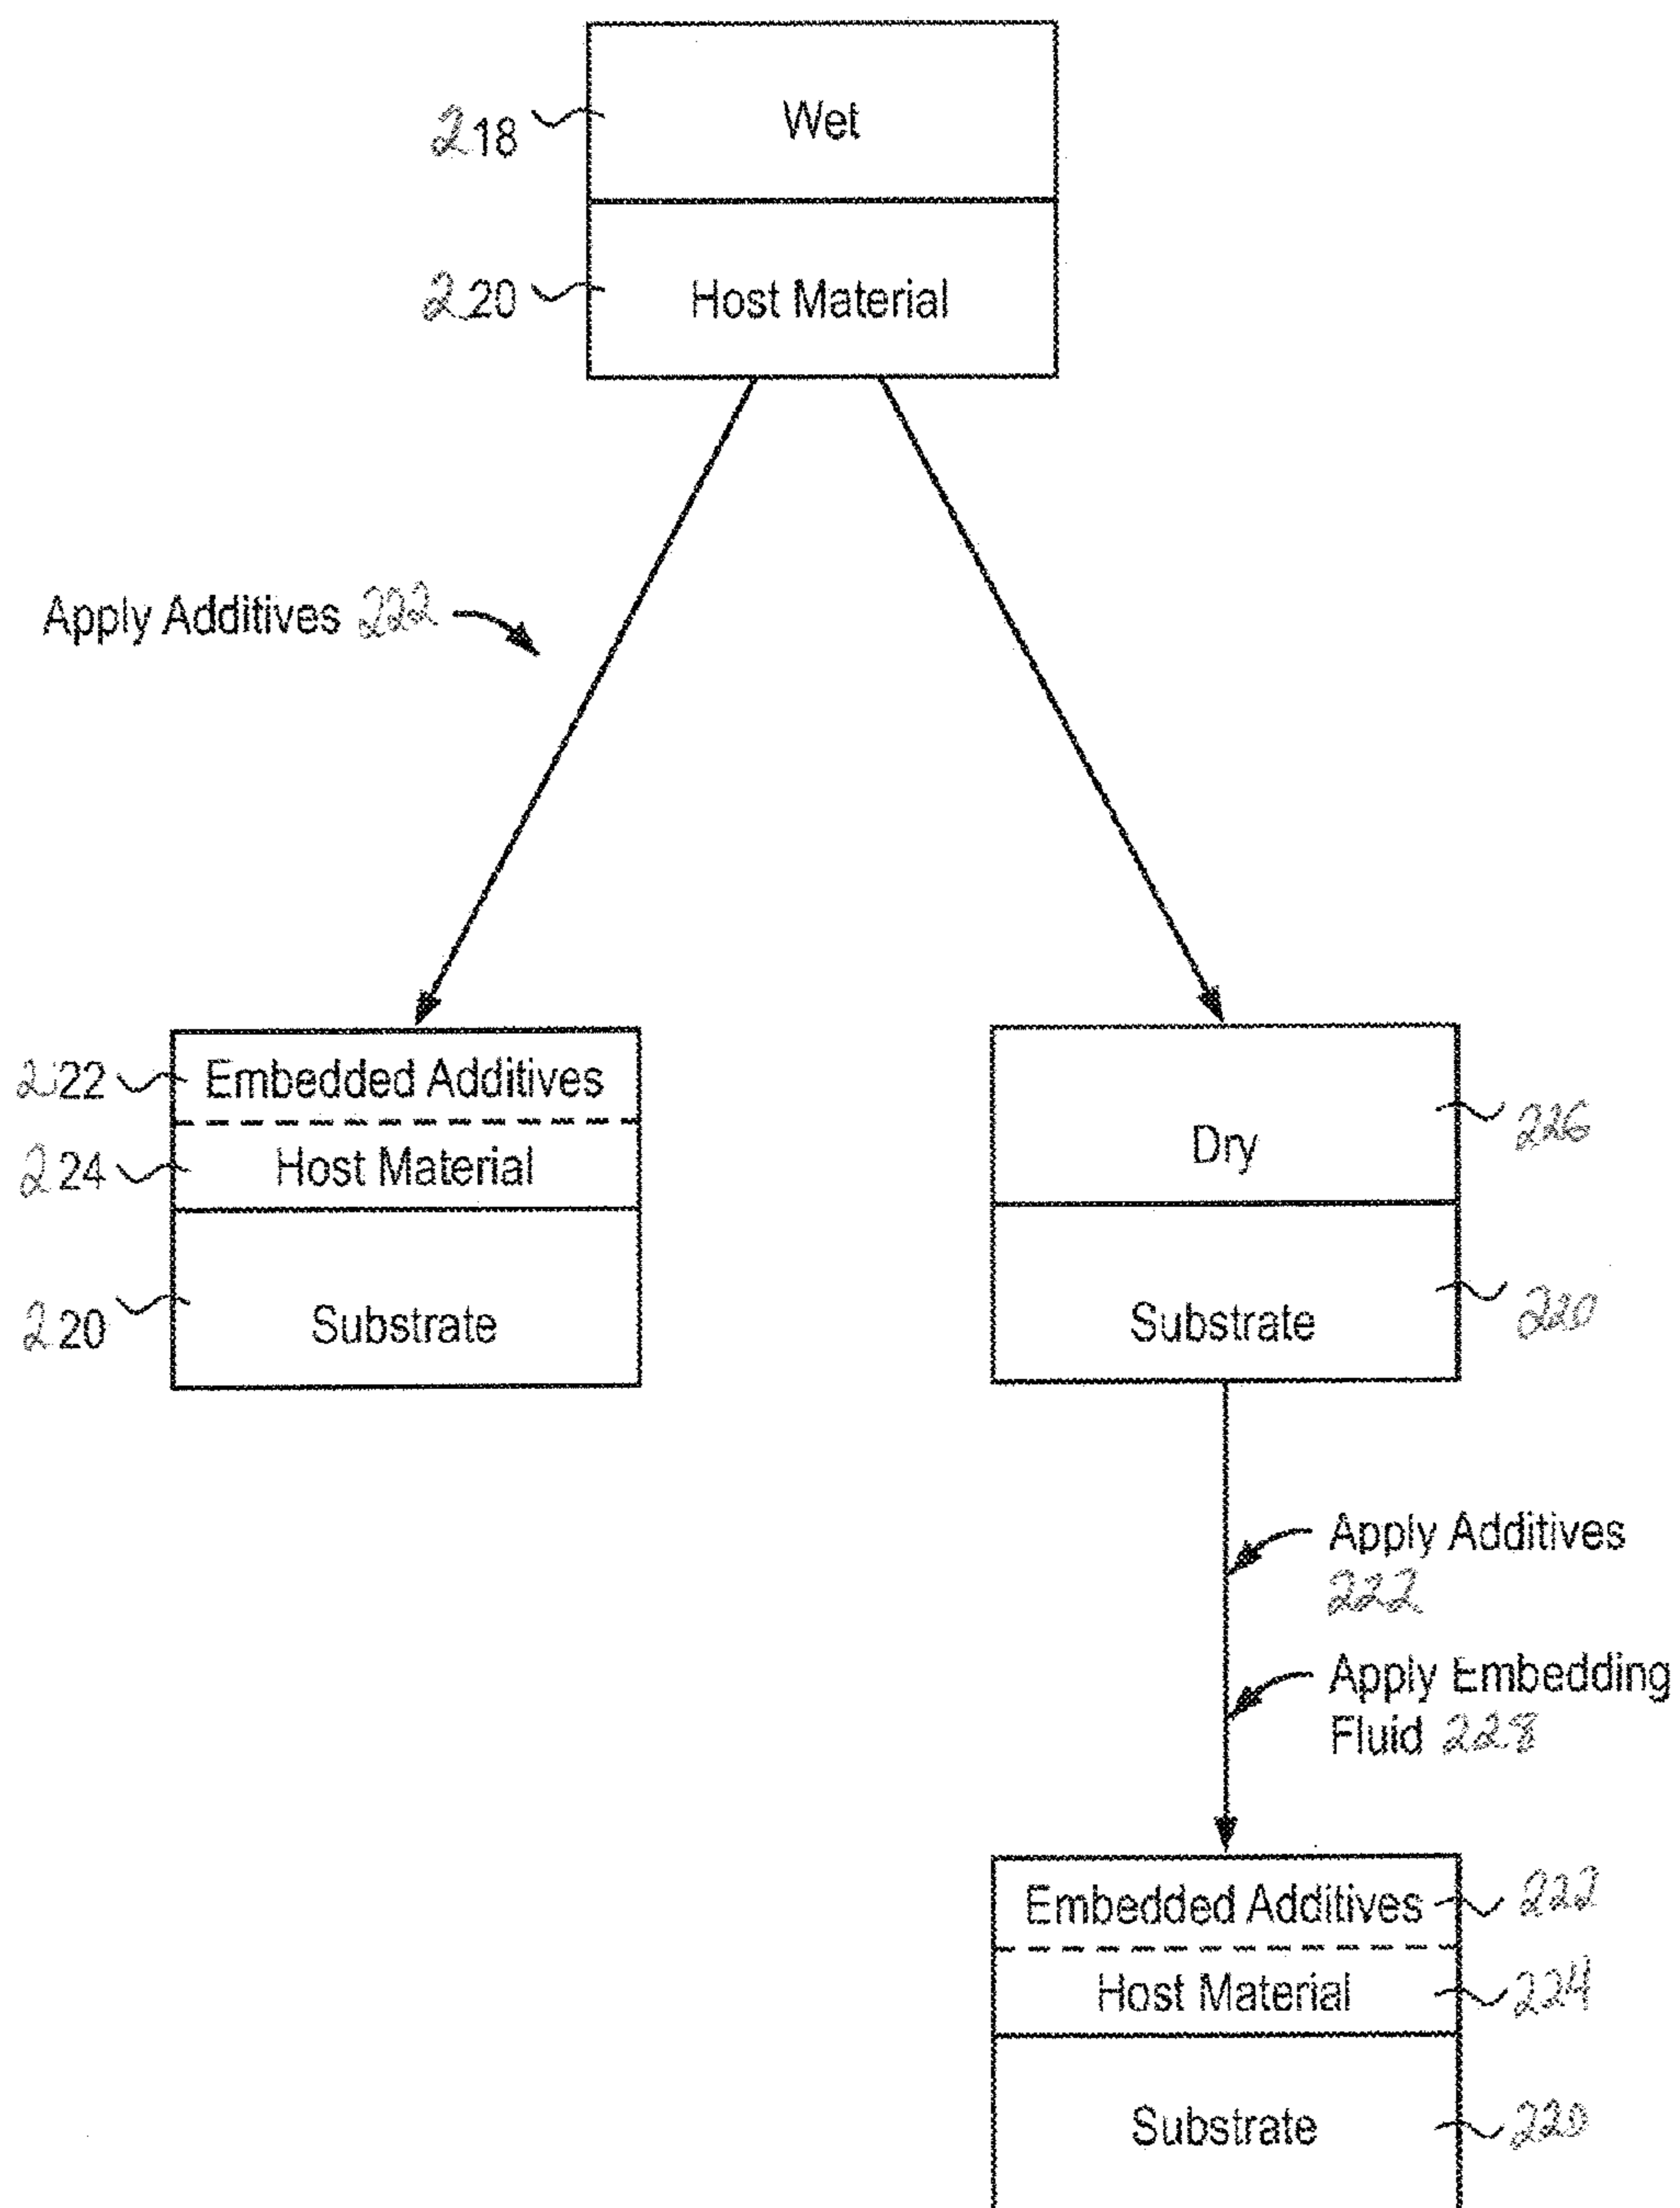 218 Wet
220 Host Material
Apply Additives 222
222 Embedded Additives
224 Host Material
220 Substrate
Dry 226
Substrate 220
Apply Additives
222
Apply Embedding
Fluid 228
Embedded Additives 222
Host Material 224
Substrate 220